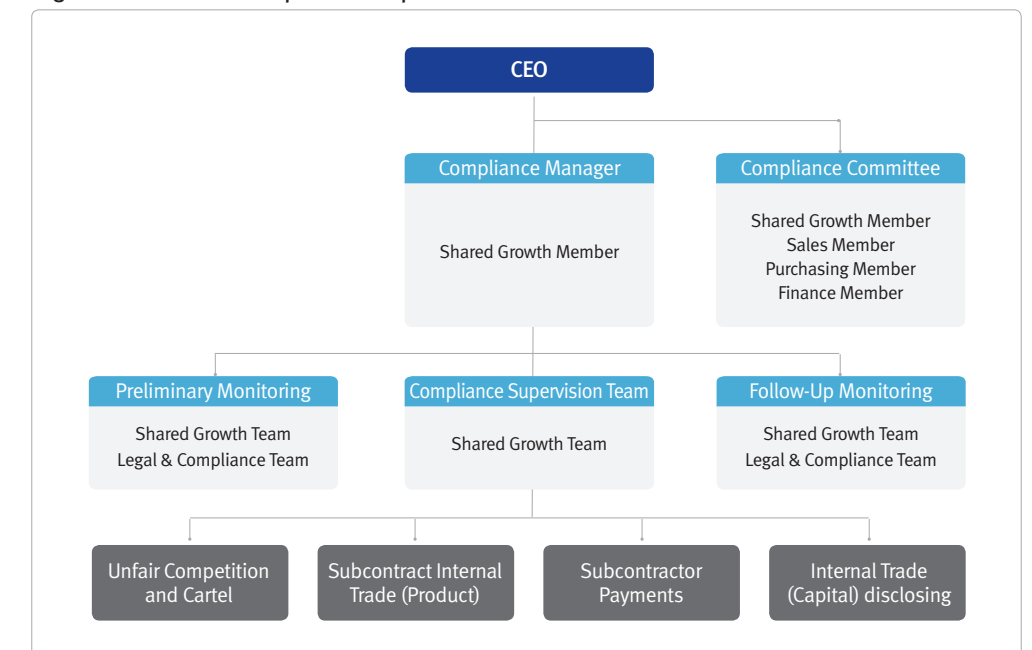 CEO
Compliance Manager
Shared Growth Member
Compliance Committee
Shared Growth Member
Sales Member
Purchasing Member
Finance Member
Preliminary Monitoring
Shared Growth Team
Legal & Compliance Team
Compliance Supervision Team
Shared Growth Team
Follow-Up Monitoring
Shared Growth Team
Legal & Compliance Team
Unfair Competition
and Cartel
Subcontract Internal
Trade (Product)
Subcontractor
Payments
Internal Trade
(Capital) disclosing